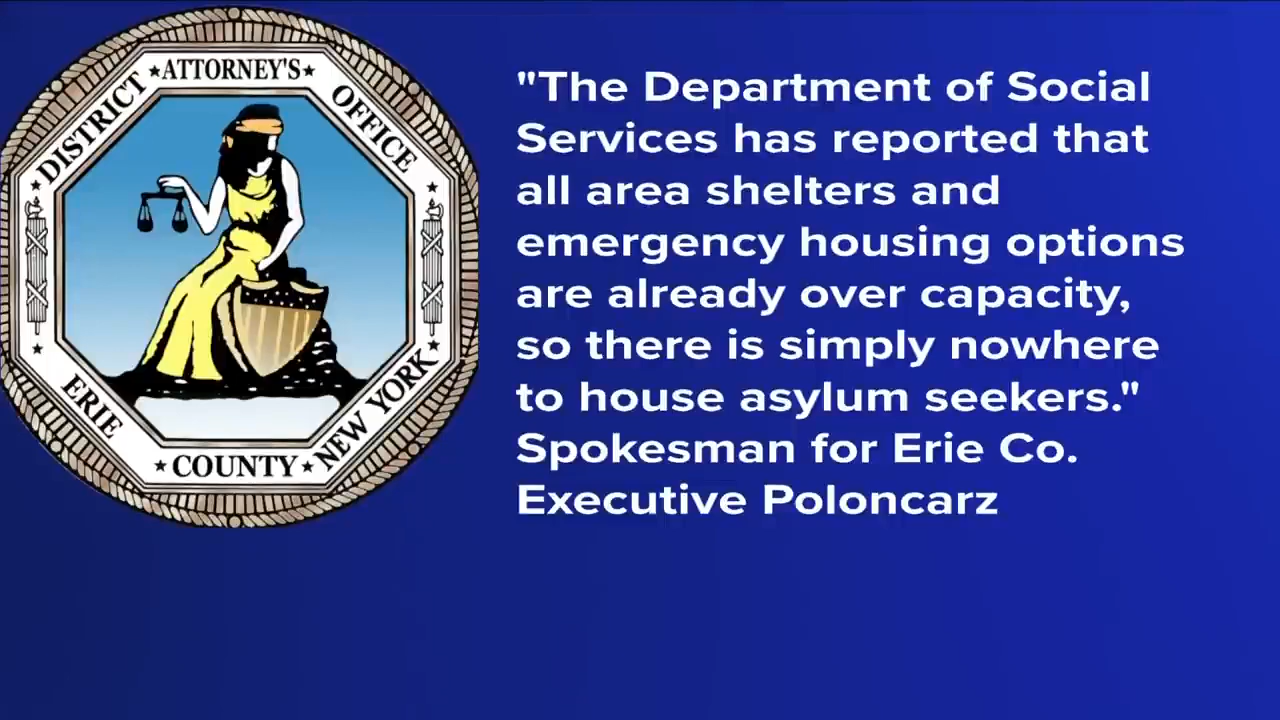 DISTRICT
ATTORNEY'S
OFFICE
ERIE
COUNTY
NEW YORK
"The Department of Social
Services has reported that
all area shelters and
emergency housing options
are already over capacity,
so there is simply nowhere
to house asylum seekers."
Spokesman for Erie Co.
Executive Poloncarz